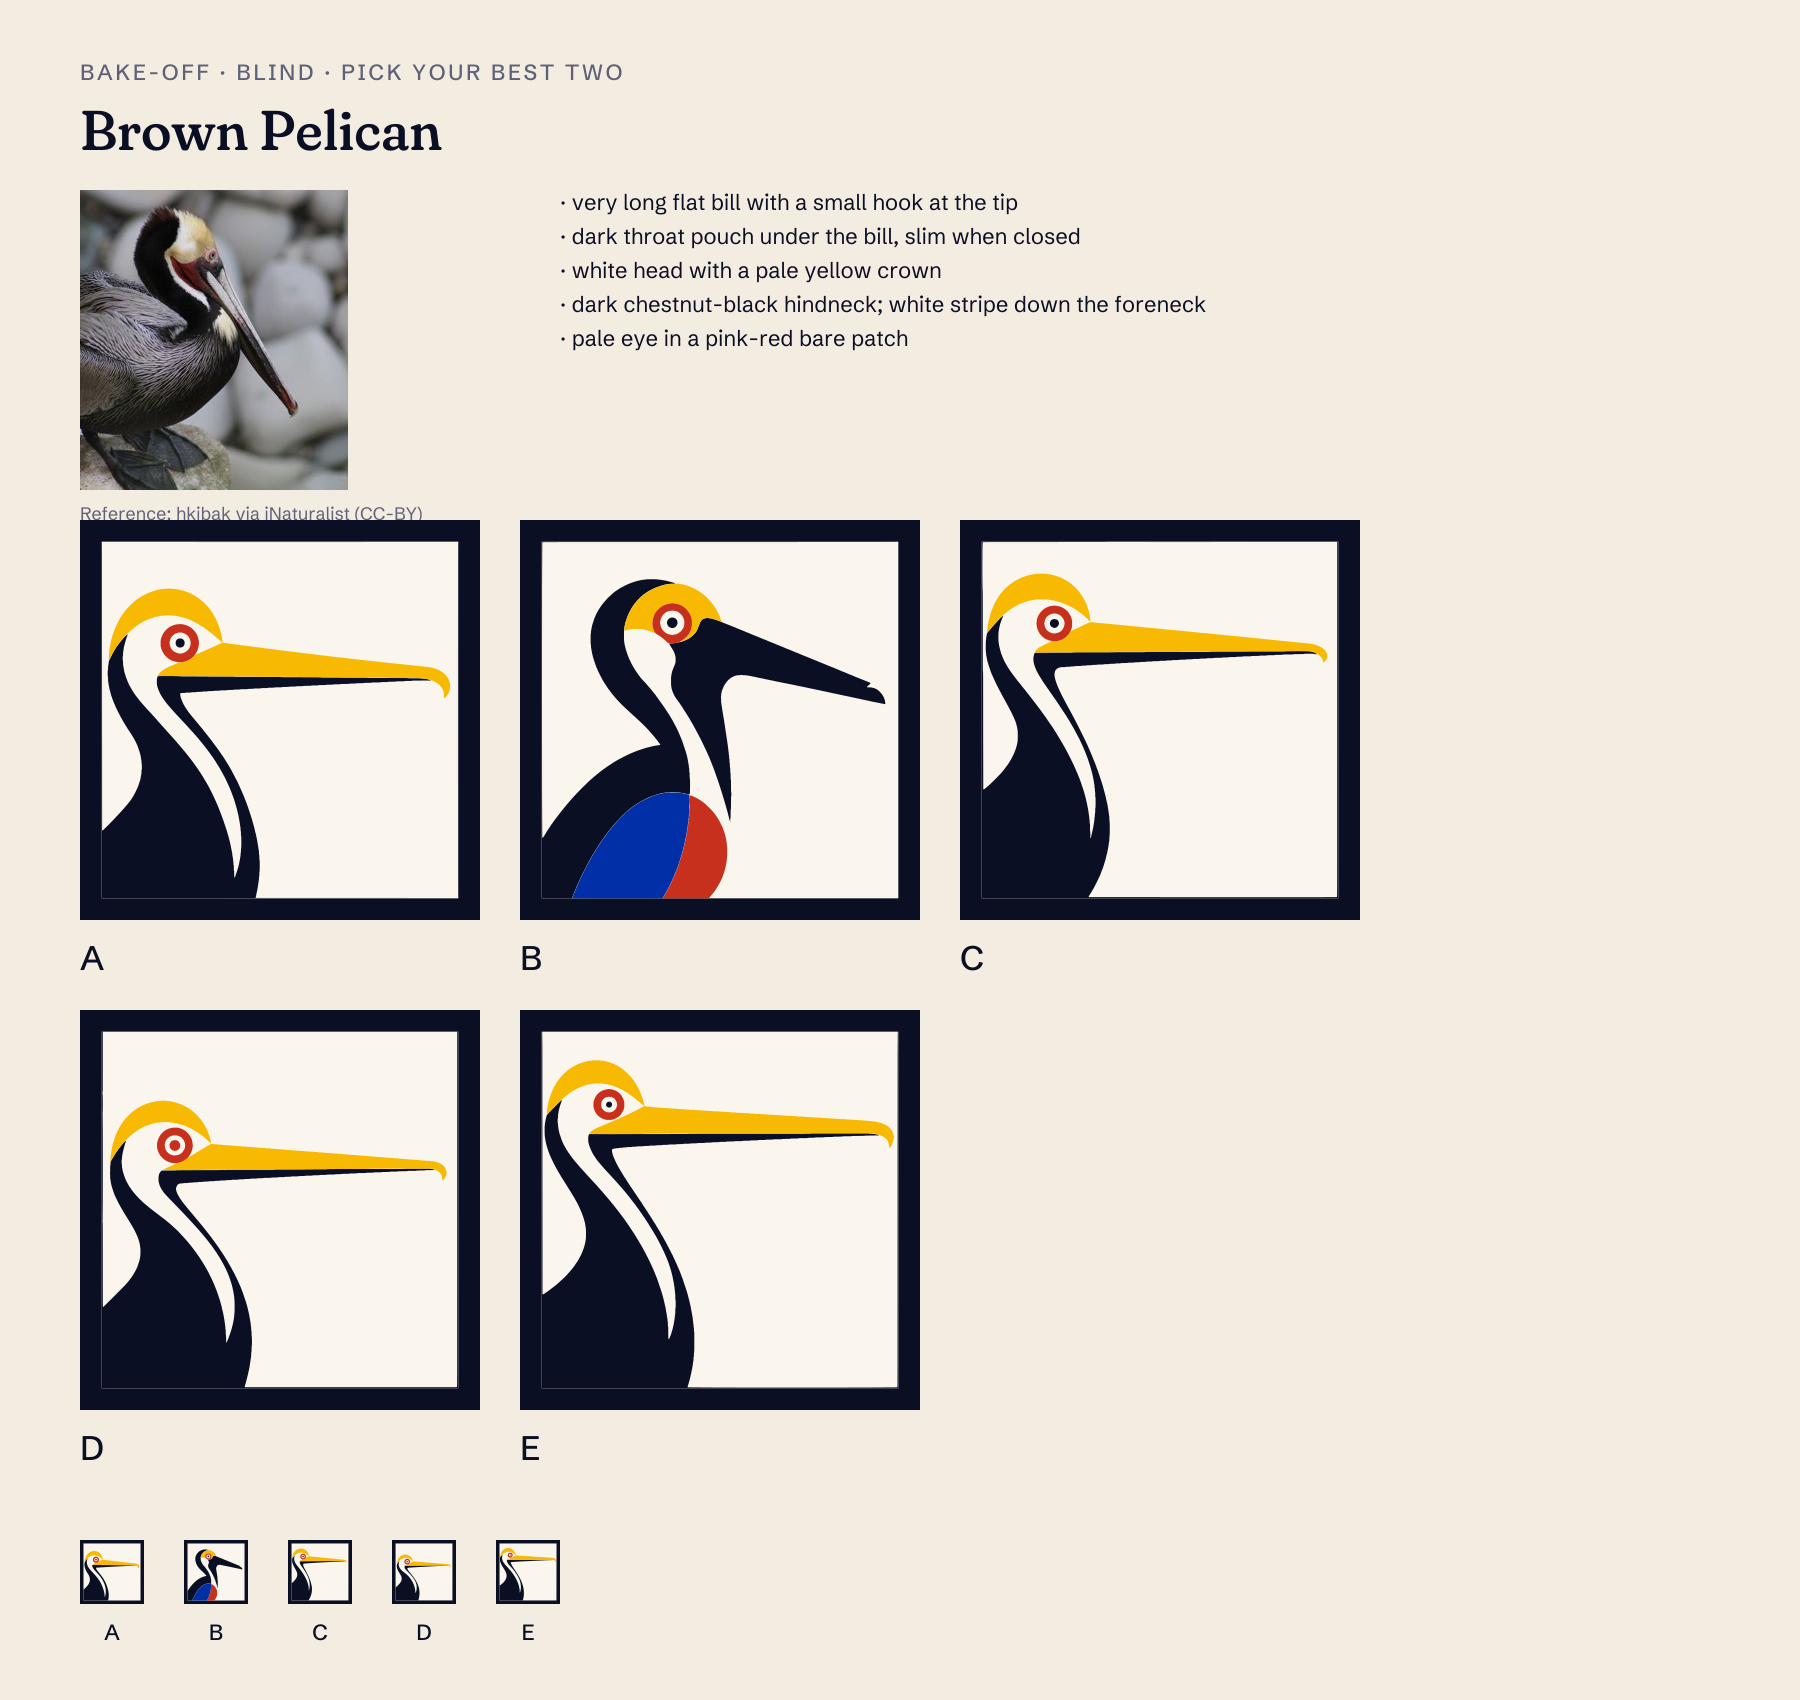 BAKE-OFF · BLIND · PICK YOUR BEST TWO
Brown Pelican
· very long flat bill with a small hook at the tip
· dark throat pouch under the bill, slim when closed
· white head with a pale yellow crown
· dark chestnut-black hindneck; white stripe down the foreneck
· pale eye in a pink-red bare patch
Reference: hkibak via iNaturalist (CC-BY)
A
B
C
D
E
A
B
C
D
E